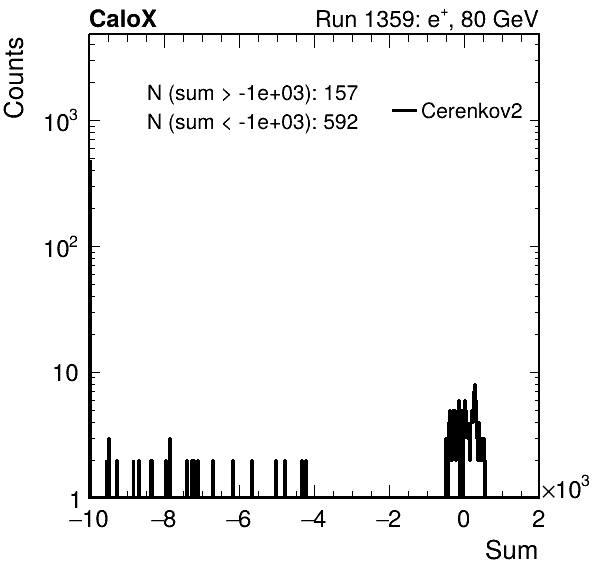 CaloX Run 1359: e⁺, 80 GeV
Counts
N (sum > -1e+03): 157
N (sum < -1e+03): 592
Cerenkov2
10³
10²
10
1
−10 −8 −6 −4 −2 0 2
×10³
Sum